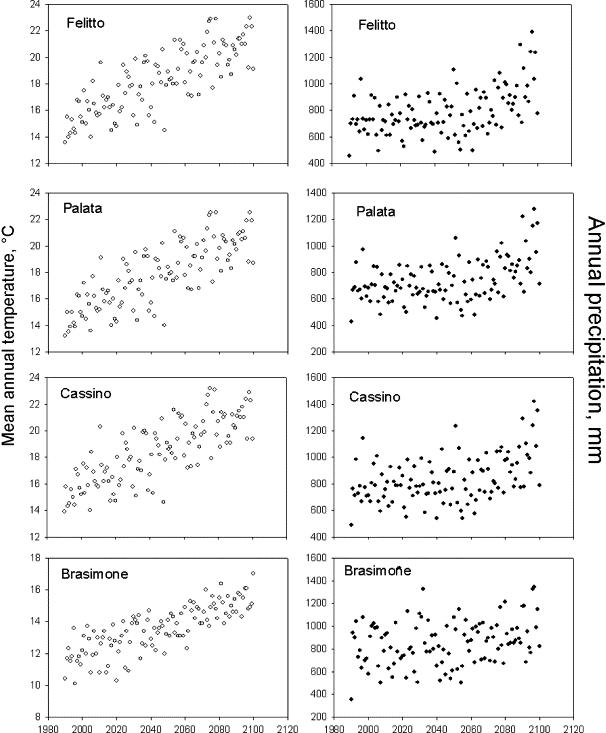 24 22 20 18 16 14 12
Felitto
1980 2000 2020 2040 2060 2080 2100 2120
1600 1400 1200 1000 800 600 400
Felitto
24 22 20 18 16 14 12
Palata
1400 1200 1000 800 600 400 200
Palata
24 22 20 18 16 14 12
Cassino
1600 1400 1200 1000 800 600 400
Cassino
18 16 14 12 10 8
Brasimone
1600 1400 1200 1000 800 600 400 200
Brasimone
1980 2000 2020 2040 2060 2080 2100 2120
Mean annual temperature, °C
Annual precipitation, mm